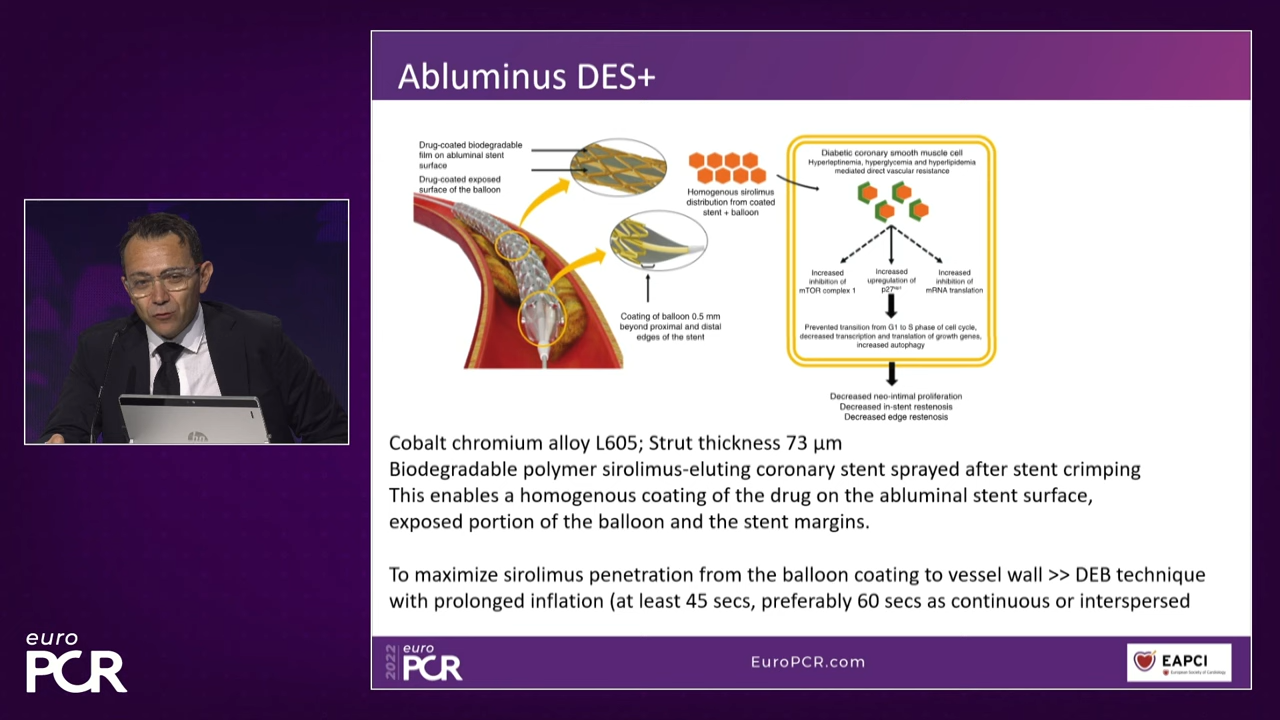 Abluminus DES+
Drug-coated biodegradable
film on abluminal stent
surface
Drug-coated exposed
surface of the balloon
Homogenous sirolimus
distribution from coated
stent + balloon
Coating of balloon 0.5 mm
beyond proximal and distal
edges of the stent
Diabetic coronary smooth muscle cell
Hyperleptinemia, hyperglycemia and hyperlipidemia
mediated direct vascular resistance
Increased
inhibition of
mTOR complex 1
Increased
upregulation of
Increased
inhibition of
mRNA translation
Prevented transition from G1 to S phase of cell cycle,
decreased transcription and translation of growth genes,
increased autophagy
Decreased neo-intimal proliferation
Decreased in-stent restenosis
Decreased edge restenosis
Cobalt chromium alloy L605; Strut thickness 73 µm
Biodegradable polymer sirolimus-eluting coronary stent sprayed after stent crimping
This enables a homogenous coating of the drug on the abluminal stent surface,
exposed portion of the balloon and the stent margins.
To maximize sirolimus penetration from the balloon coating to vessel wall >> DEB technique
with prolonged inflation (at least 45 secs, preferably 60 secs as continuous or interspersed
euro
PCR
2022
euro
PCR
EuroPCR.com
EAPCI
European Society of Cardiology
hp